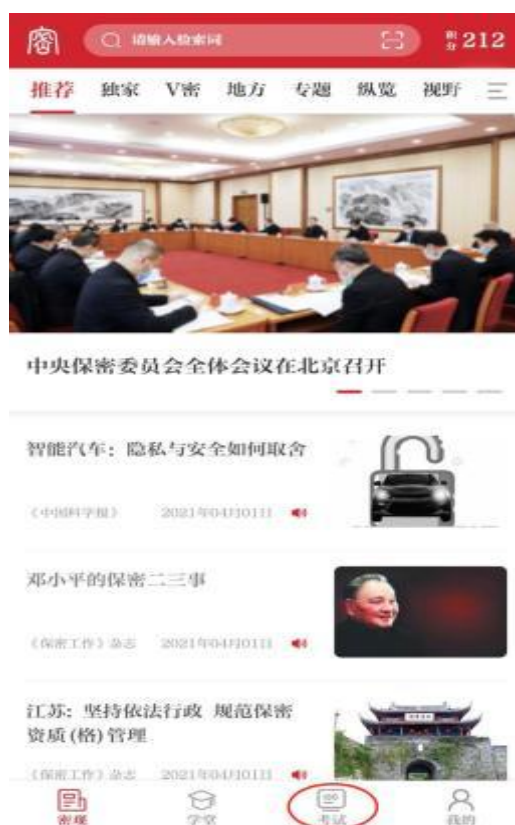 密
请输入检索词
积分 212
推荐 独家 V密 地方 专题 纵览 视野
中央保密委员会全体会议在北京召开
智能汽车：隐私与安全如何取舍
《中国科学报》 2021年04月01日
邓小平的保密二三事
《保密工作》杂志 2021年04月01日
江苏：坚持依法行政 规范保密
资质(格)管理
《保密工作》杂志 2021年04月01日
密观 学堂 考试 我的